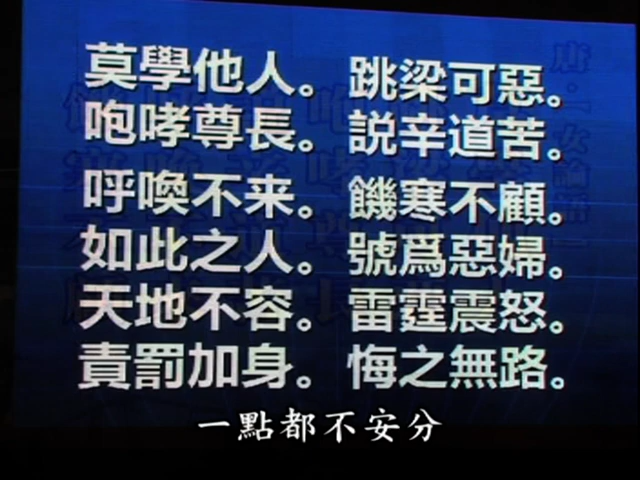 莫學他人。跳梁可惡。
咆哮尊長。説辛道苦。
呼喚不来。饑寒不顧。
如此之人。號爲惡婦。
天地不容。雷霆震怒。
責罰加身。悔之無路。
一點都不安分